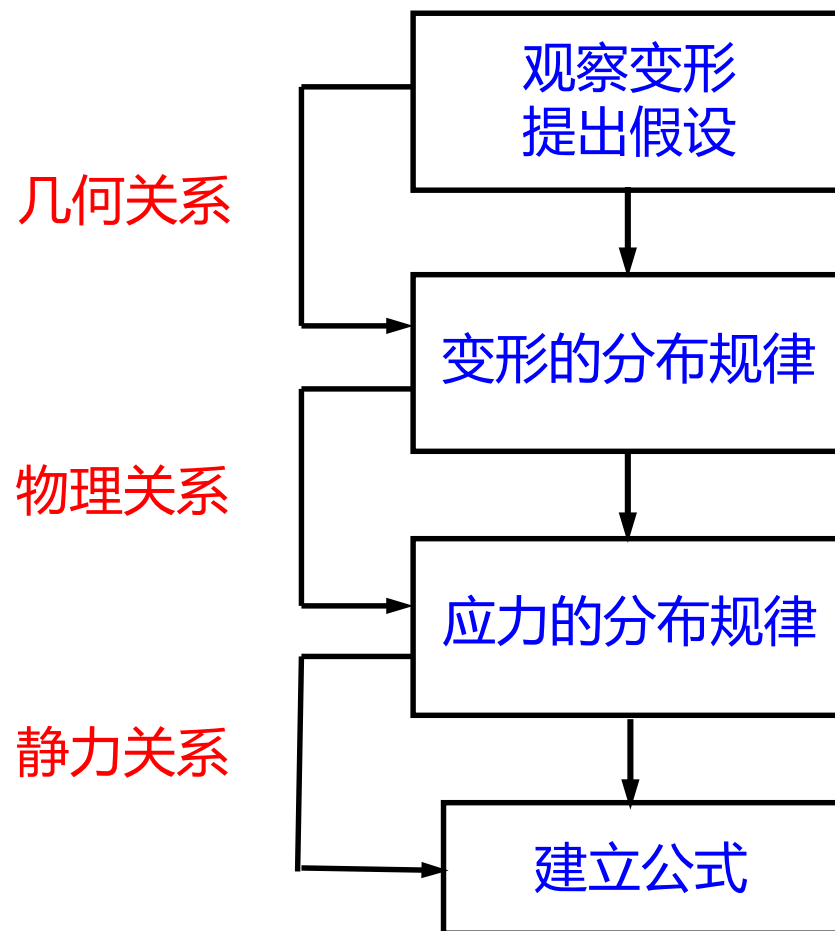 观察变形
提出假设
几何关系
变形的分布规律
物理关系
应力的分布规律
静力关系
建立公式